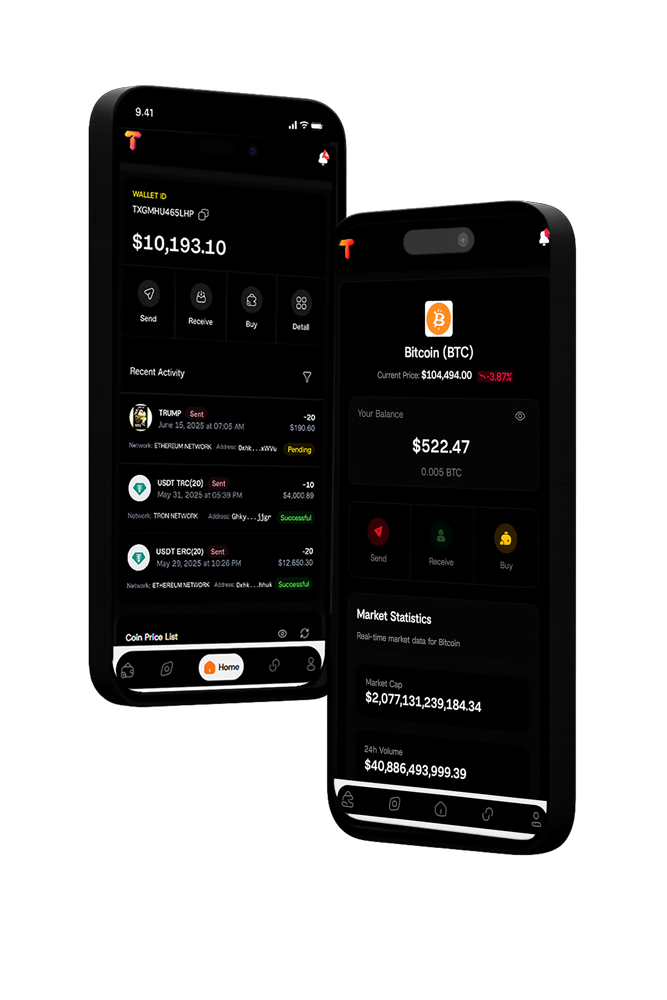 9.41
WALLET ID
TXGMHU465LHP
$10,193.10
Send Receive Buy Detail
Recent Activity
TRUMP Sent -20
June 15, 2025 at 07:05 AM $190.60
Network: ETHEREUM NETWORK Address: 0xhk...xWVu Pending
USDT TRC(20) Sent -10
May 31, 2025 at 05:39 PM $4,000.89
Network: TRON NETWORK Address: Ghky...jjgr Successful
USDT ERC(20) Sent -20
May 29, 2025 at 10:26 PM $12,650.30
Network: ETHEREUM NETWORK Address: 0xhk...hhuk Successful
Coin Price List
Home
Bitcoin (BTC)
Current Price: $104,494.00 -3.87%
Your Balance
$522.47
0.005 BTC
Send Receive Buy
Market Statistics
Real-time market data for Bitcoin
Market Cap
$2,077,131,239,184.34
24h Volume
$40,886,493,999.39